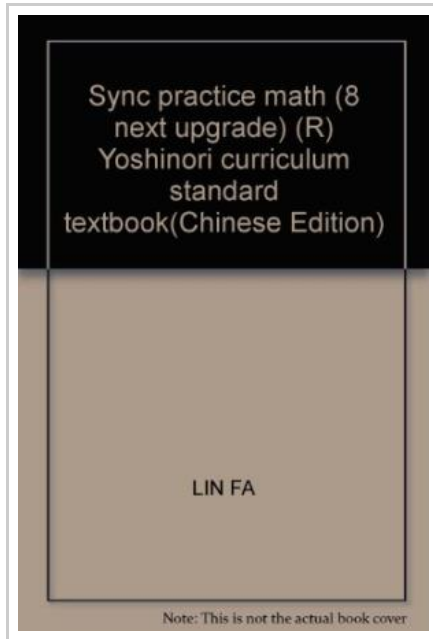 Sync practice math (8
next upgrade) (R)
Yoshinori curriculum
standard
textbook(Chinese Edition)
LIN FA
Note: This is not the actual book cover